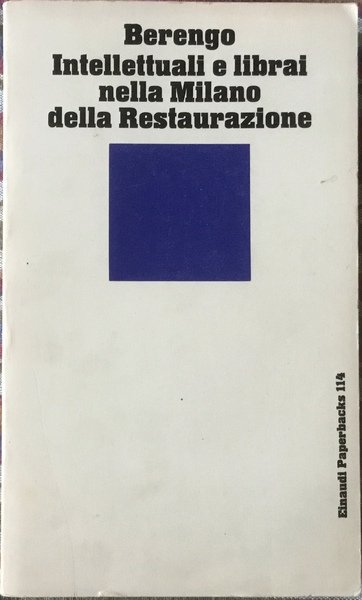 Berengo
Intellettuali e librai
nella Milano
della Restaurazione
Einaudi Paperbacks 114